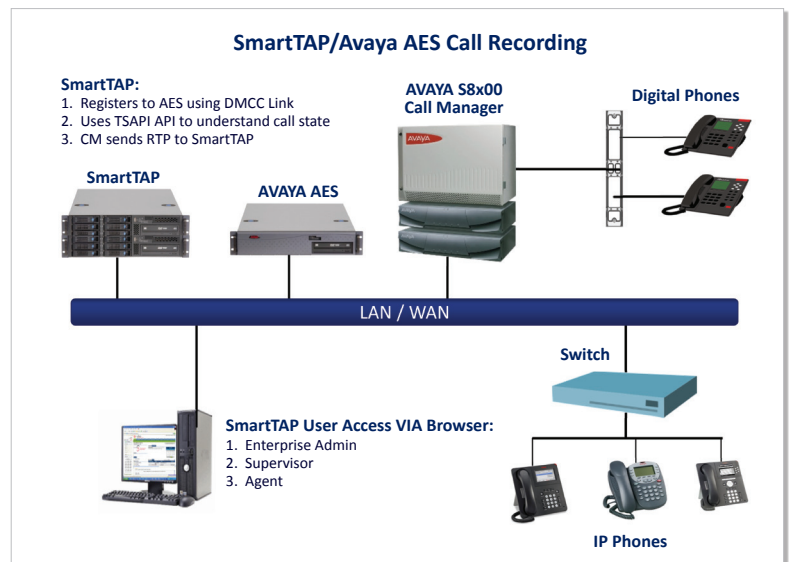 SmartTAP/Avaya AES Call Recording
SmartTAP:
1. Registers to AES using DMCC Link
2. Uses TSAPI API to understand call state
3. CM sends RTP to SmartTAP
AVAYA S8x00
Call Manager
Digital Phones
SmartTAP
AVAYA AES
AVAYA
LAN / WAN
Switch
SmartTAP User Access VIA Browser:
1. Enterprise Admin
2. Supervisor
3. Agent
IP Phones